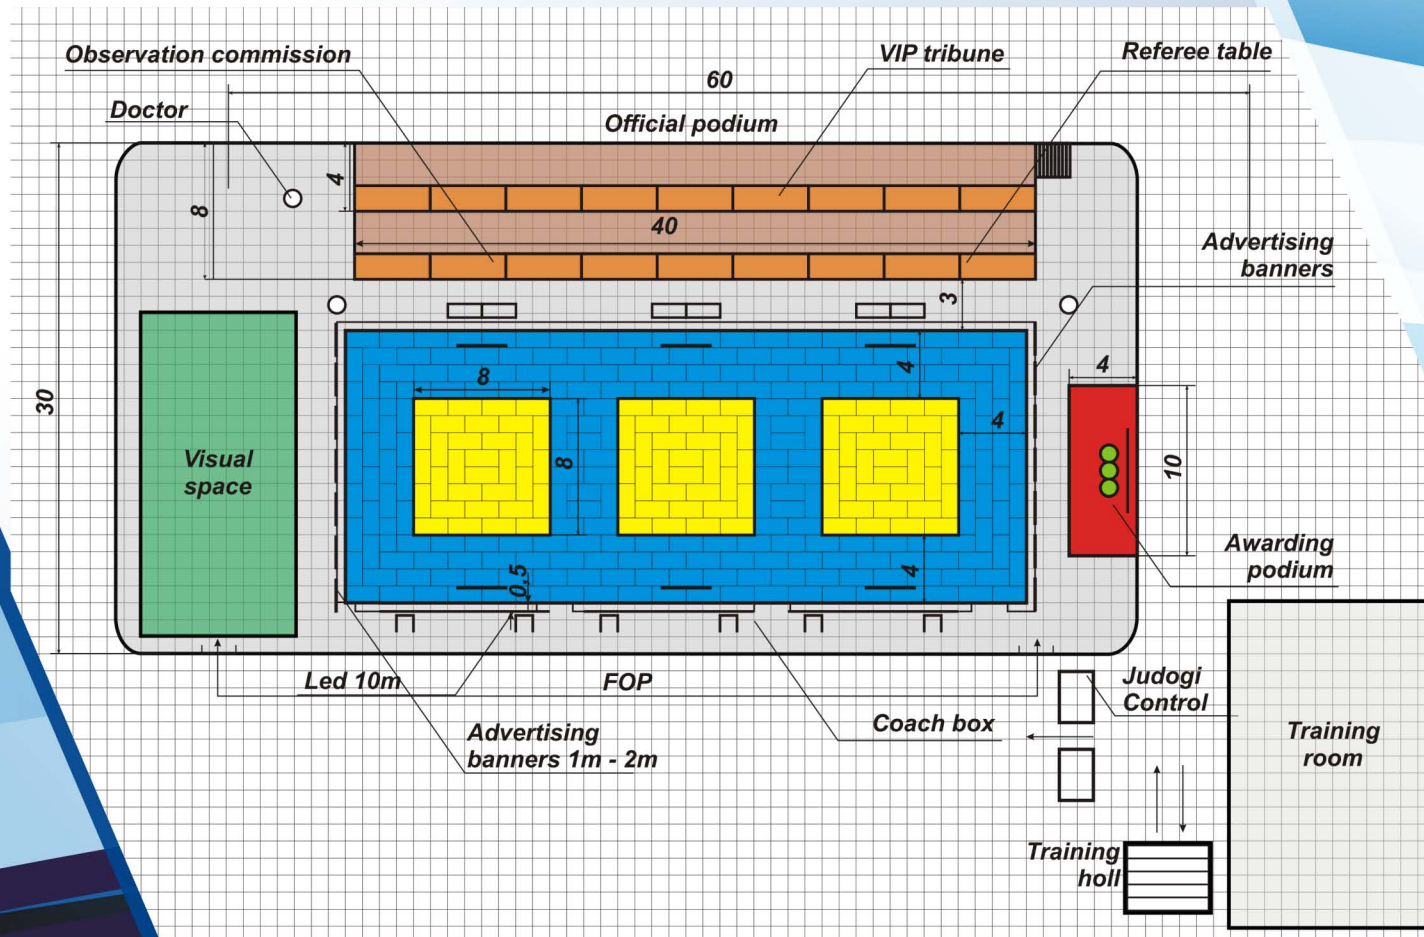 Observation commission
VIP tribune
Referee table
60
Doctor
Official podium
4
8
40
Advertising
banners
3
30
8
4
4
4
8
Visual
space
10
0,5
4
Awarding
podium
Led 10m
FOP
Judogi
Control
Coach box
Advertising
banners 1m - 2m
Training
room
Training
holl